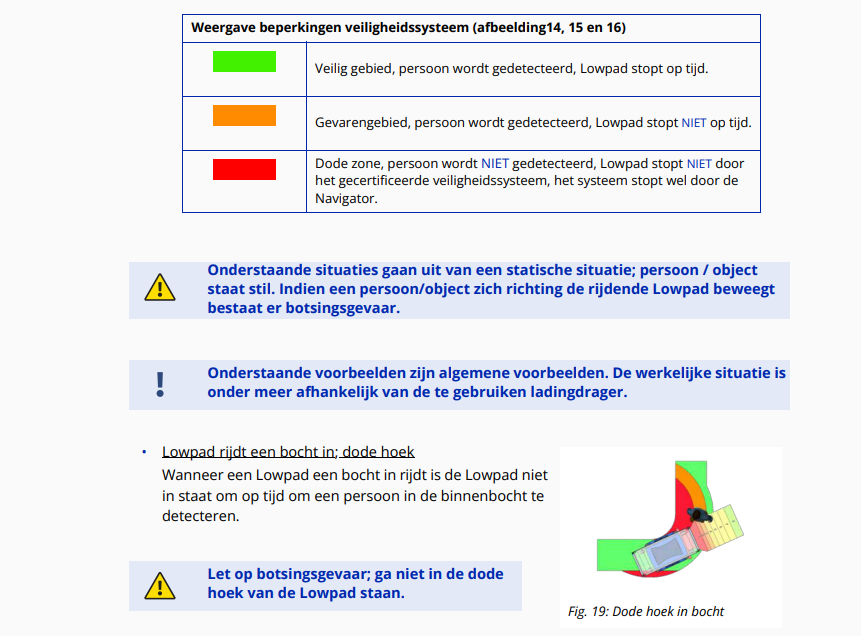 Weergave beperkingen veiligheidssysteem (afbeelding14, 15 en 16)
Veilig gebied, persoon wordt gedetecteerd, Lowpad stopt op tijd.
Gevarengebied, persoon wordt gedetecteerd, Lowpad stopt NIET op tijd.
Dode zone, persoon wordt NIET gedetecteerd, Lowpad stopt NIET door
het gecertificeerde veiligheidssysteem, het systeem stopt wel door de
Navigator.
Onderstaande situaties gaan uit van een statische situatie; persoon / object
staat stil. Indien een persoon/object zich richting de rijdende Lowpad beweegt
bestaat er botsingsgevaar.
Onderstaande voorbeelden zijn algemene voorbeelden. De werkelijke situatie is
onder meer afhankelijk van de te gebruiken ladingdrager.
• Lowpad rijdt een bocht in; dode hoek
Wanneer een Lowpad een bocht in rijdt is de Lowpad niet
in staat om op tijd om een persoon in de binnenbocht te
detecteren.
Let op botsingsgevaar; ga niet in de dode
hoek van de Lowpad staan.
Fig. 19: Dode hoek in bocht